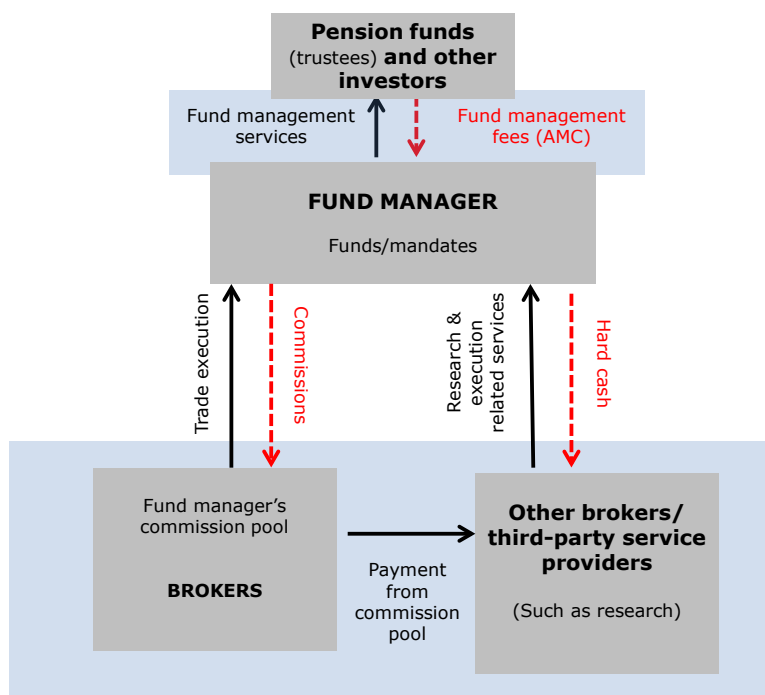 Pension funds
(trustees) and other
investors
Fund management
services
Fund management
fees (AMC)
FUND MANAGER
Funds/mandates
Trade execution
Commissions
Research &
execution
related services
Hard cash
Fund manager’s
commission pool
BROKERS
Payment
from
commission
pool
Other brokers/
third-party service
providers
(Such as research)